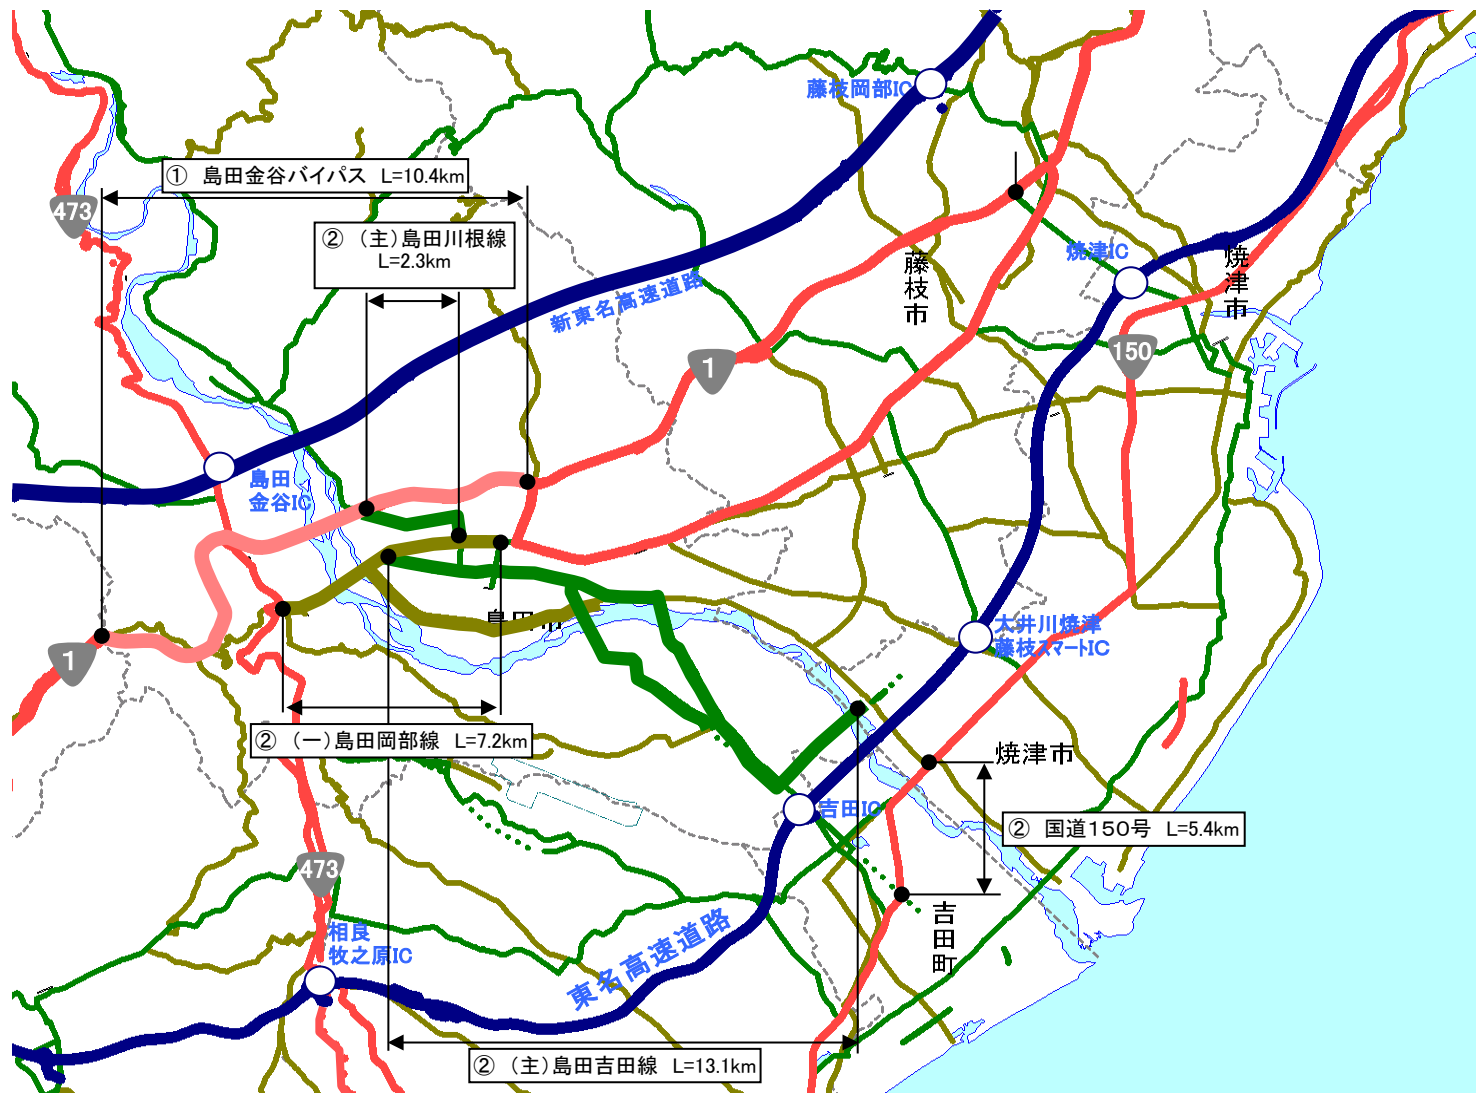 藤枝岡部IC
① 島田金谷バイパス L=10.4km
473
② (主)島田川根線
L=2.3km
焼津IC
藤枝市
焼津市
新東名高速道路
150
1
島田
金谷IC
島田市
大井川焼津
藤枝スマートIC
1
② (一)島田岡部線 L=7.2km
焼津市
吉田IC
② 国道150号 L=5.4km
473
吉田町
相良
牧之原IC
東名高速道路
② (主)島田吉田線 L=13.1km